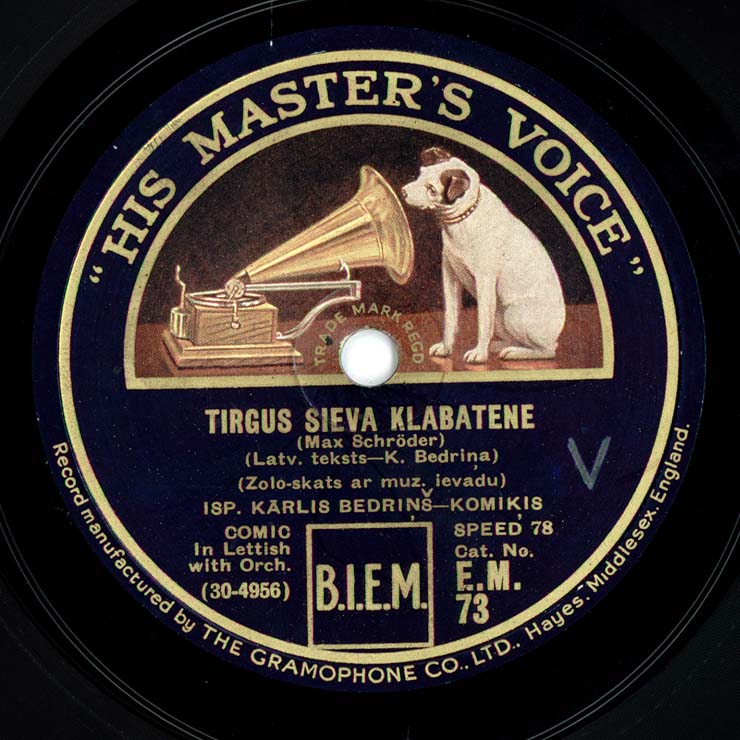 "HIS MASTER'S VOICE"
TRADE MARK REGD
TIRGUS SIEVA KLABATENE
(Max Schröder)
(Latv. teksts—K. Bedriņa)
(Zolo-skats ar muz. ievadu)
ISP. KĀRLIS BEDRIŅŠ—KOMIĶIS
COMIC
In Lettish
with Orch.
(30-4956)
B.I.E.M.
SPEED 78
Cat. No.
E.M.
73
V
Record manufactured by THE GRAMOPHONE CO., LTD., Hayes. Middlesex. England.